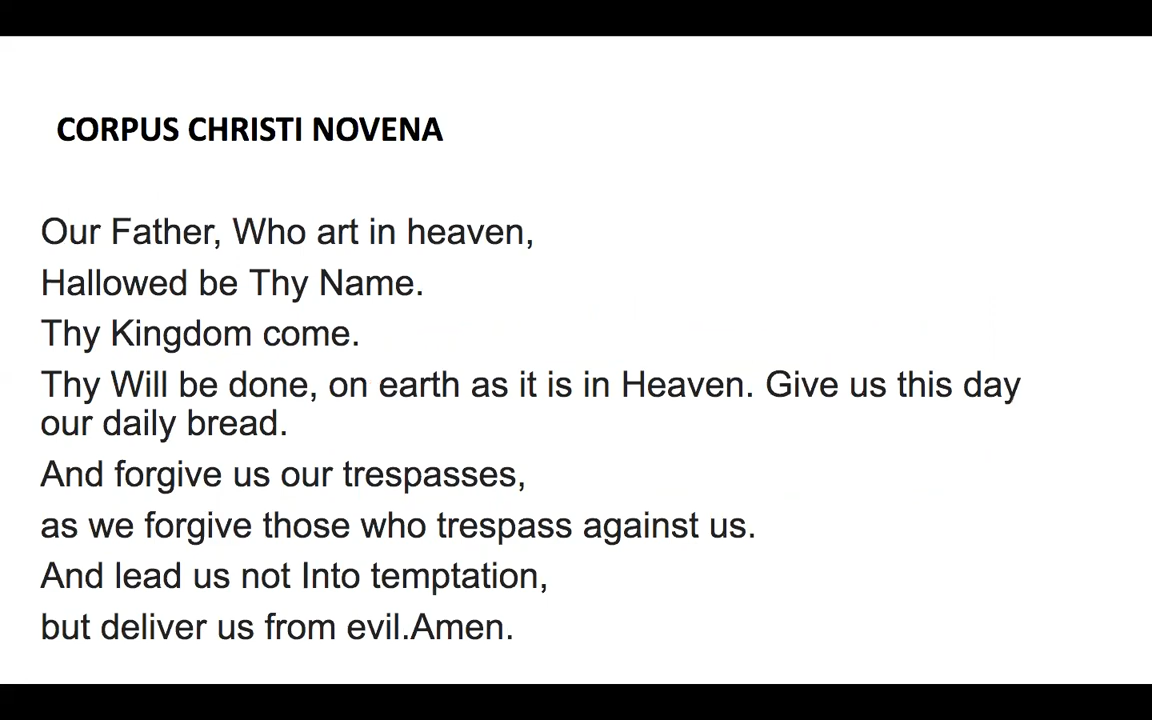 CORPUS CHRISTI NOVENA
Our Father, Who art in heaven,
Hallowed be Thy Name.
Thy Kingdom come.
Thy Will be done, on earth as it is in Heaven. Give us this day
our daily bread.
And forgive us our trespasses,
as we forgive those who trespass against us.
And lead us not Into temptation,
but deliver us from evil.Amen.